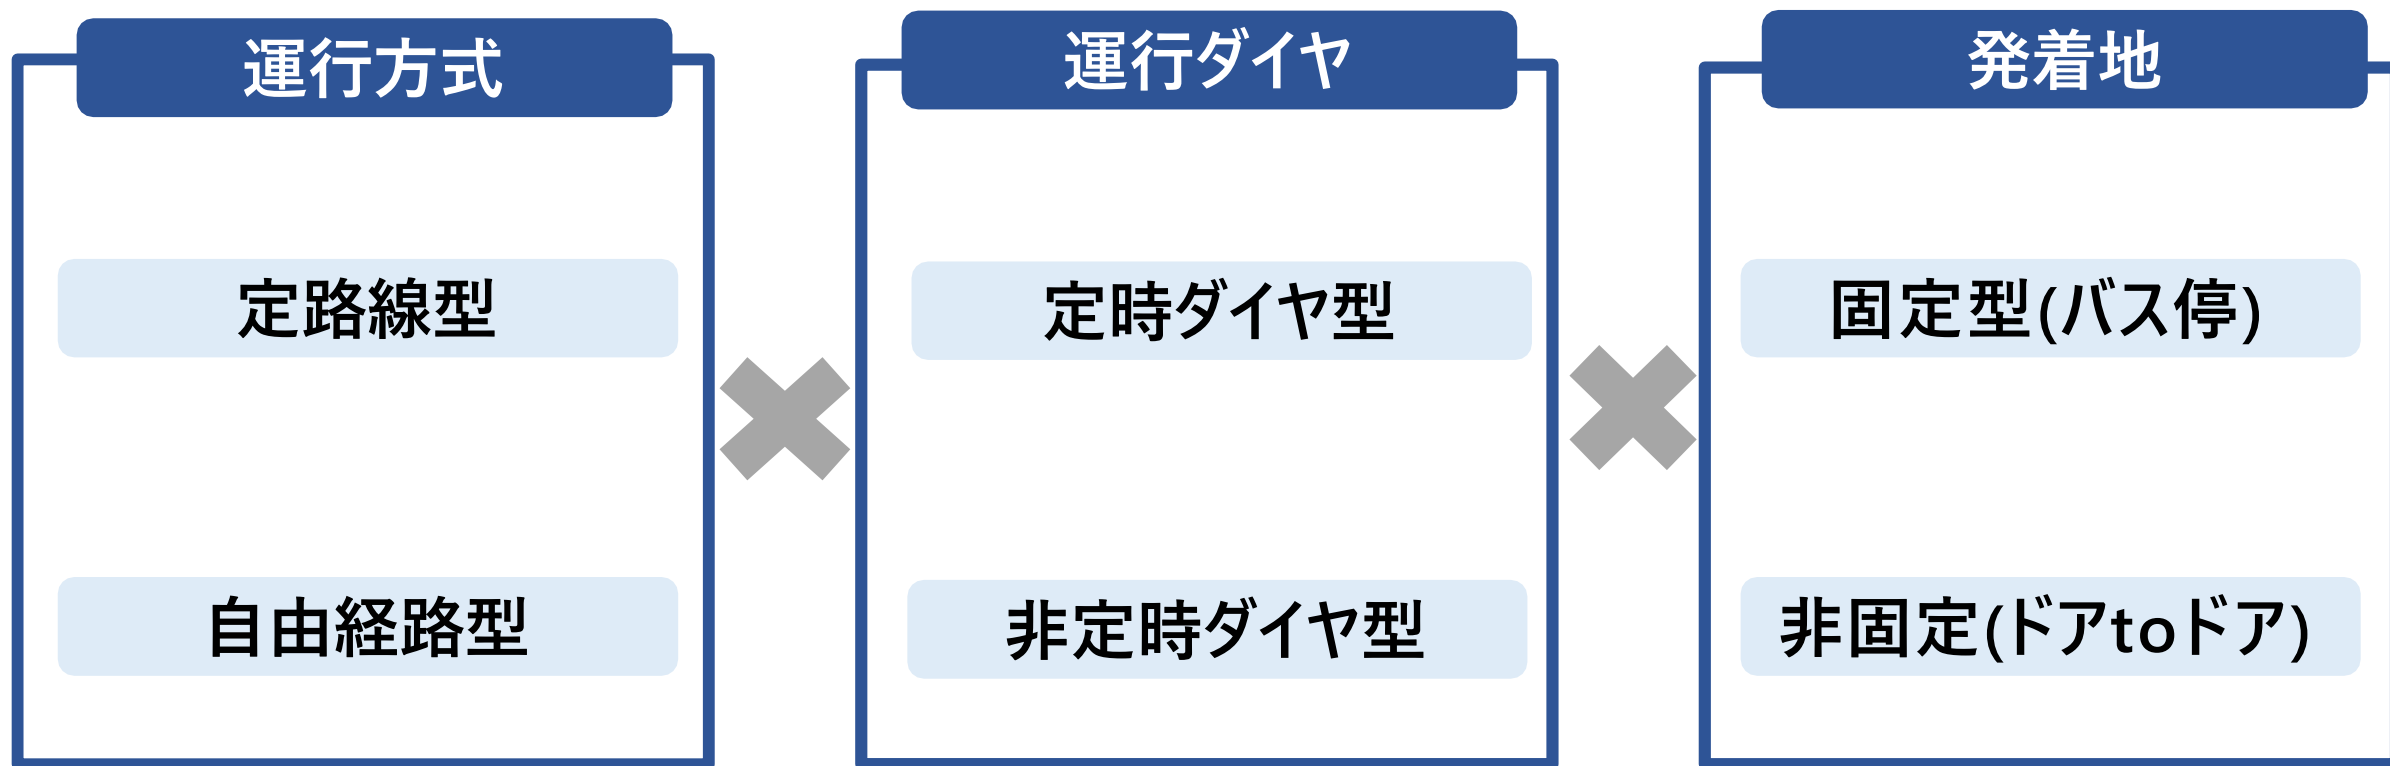 運行方式
定路線型
自由経路型
運行ダイヤ
定時ダイヤ型
非定時ダイヤ型
発着地
固定型(バス停)
非固定(ドアtoドア)